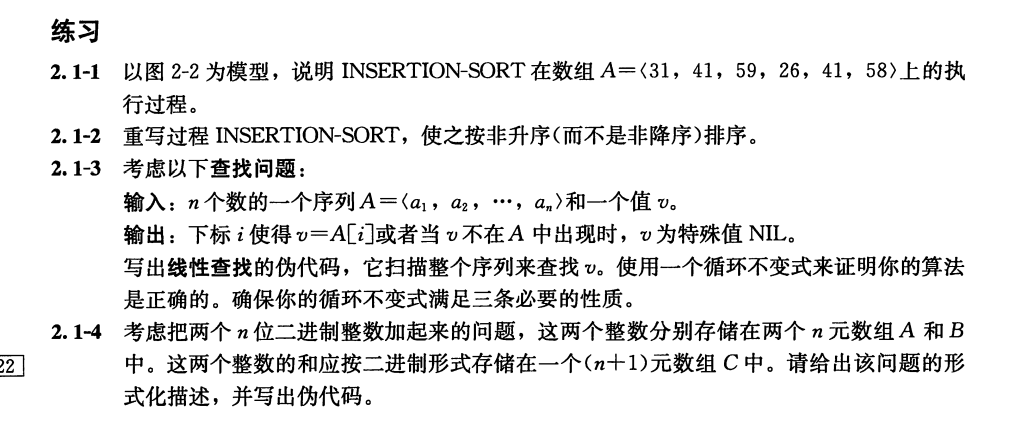 练习
2.1-1 以图 2-2 为模型，说明 INSERTION-SORT 在数组 A=〈31，41，59，26，41，58〉上的执
行过程。
2.1-2 重写过程 INSERTION-SORT，使之按非升序(而不是非降序)排序。
2.1-3 考虑以下查找问题：
输入：n 个数的一个序列 A=〈a₁，a₂，…，aₙ〉和一个值 v。
输出：下标 i 使得 v=A[i]或者当 v 不在 A 中出现时，v 为特殊值 NIL。
写出线性查找的伪代码，它扫描整个序列来查找 v。使用一个循环不变式来证明你的算法
是正确的。确保你的循环不变式满足三条必要的性质。
2.1-4 考虑把两个 n 位二进制整数加起来的问题，这两个整数分别存储在两个 n 元数组 A 和 B
22 中。这两个整数的和应按二进制形式存储在一个(n+1)元数组 C 中。请给出该问题的形
式化描述，并写出伪代码。